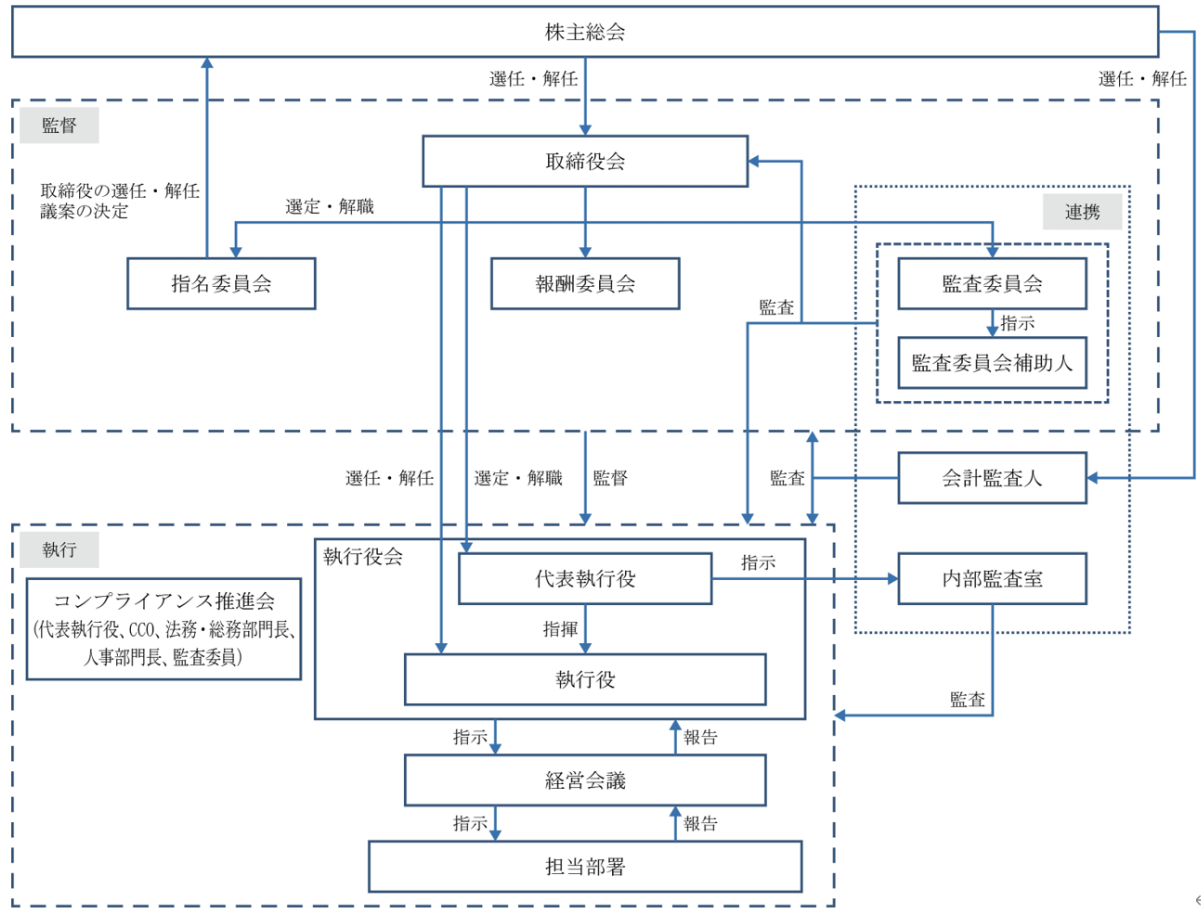 株主総会
選任・解任
選任・解任
監督
取締役会
取締役の選任・解任
議案の決定
選定・解職
連携
指名委員会
報酬委員会
監査委員会
監査
指示
監査委員会補助人
選任・解任
選定・解職
監督
監査
会計監査人
執行
執行役会
代表執行役
指示
内部監査室
コンプライアンス推進会
(代表執行役、CCO、法務・総務部門長、
人事部門長、監査委員)
指揮
執行役
監査
指示
報告
経営会議
指示
報告
担当部署